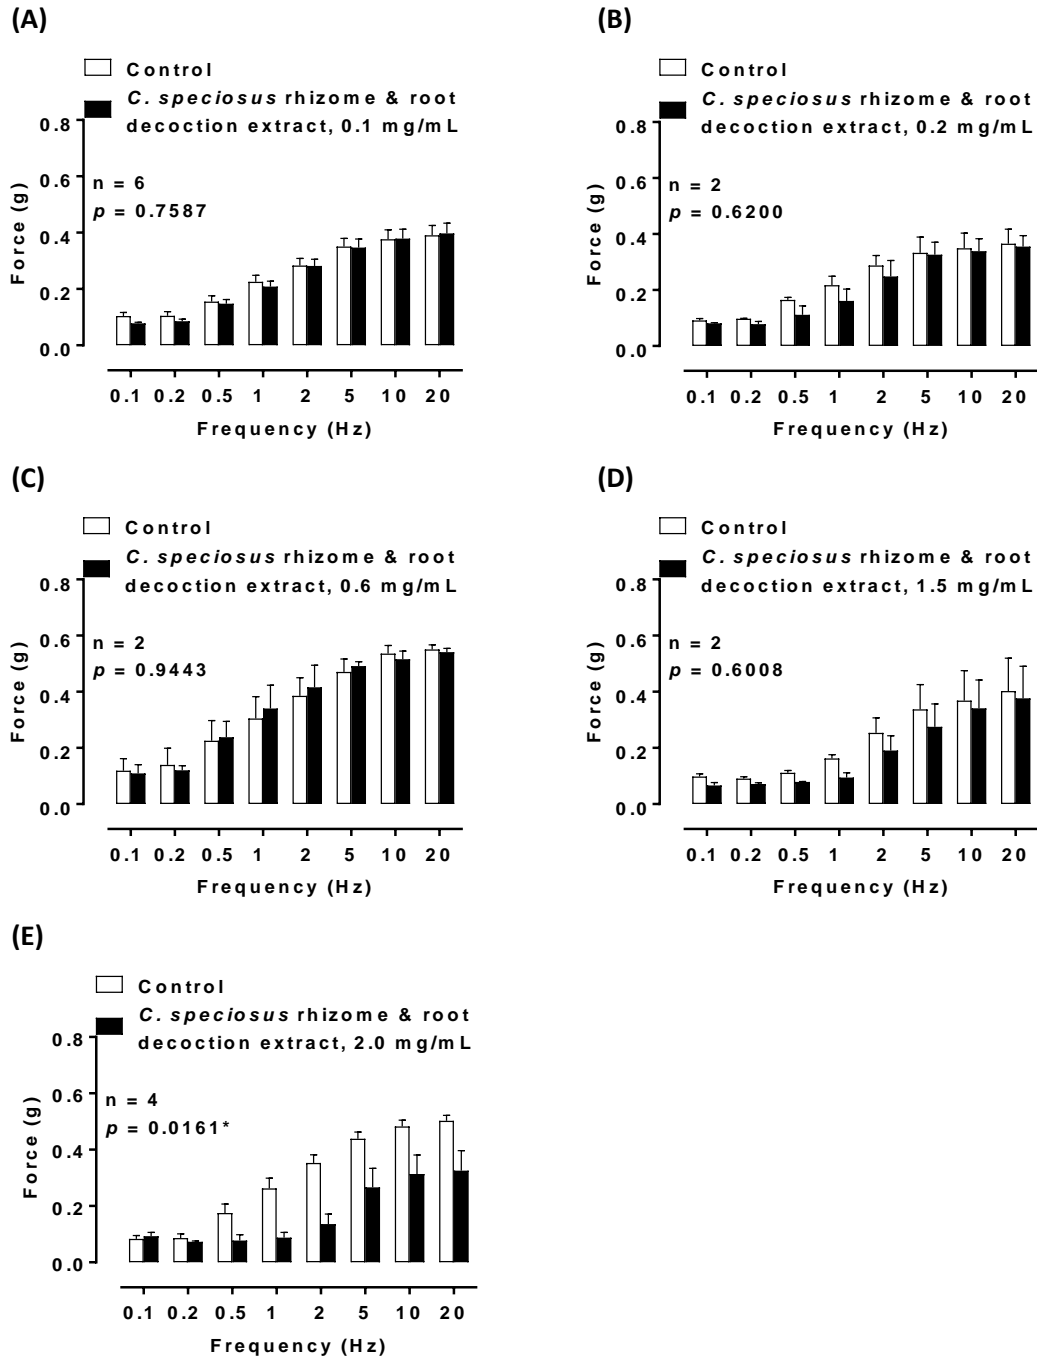 (A)
Control
C. speciosus rhizome & root
decoction extract, 0.1 mg/mL
0.8
0.6
0.4
0.2
0.0
Force (g)
n = 6
p = 0.7587
0.1 0.2 0.5 1 2 5 10 20
Frequency (Hz)
(B)
Control
C. speciosus rhizome & root
decoction extract, 0.2 mg/mL
0.8
0.6
0.4
0.2
0.0
Force (g)
n = 2
p = 0.6200
0.1 0.2 0.5 1 2 5 10 20
Frequency (Hz)
(C)
Control
C. speciosus rhizome & root
decoction extract, 0.6 mg/mL
0.8
0.6
0.4
0.2
0.0
Force (g)
n = 2
p = 0.9443
0.1 0.2 0.5 1 2 5 10 20
Frequency (Hz)
(D)
Control
C. speciosus rhizome & root
decoction extract, 1.5 mg/mL
0.8
0.6
0.4
0.2
0.0
Force (g)
n = 2
p = 0.6008
0.1 0.2 0.5 1 2 5 10 20
Frequency (Hz)
(E)
Control
C. speciosus rhizome & root
decoction extract, 2.0 mg/mL
0.8
0.6
0.4
0.2
0.0
Force (g)
n = 4
p = 0.0161*
0.1 0.2 0.5 1 2 5 10 20
Frequency (Hz)